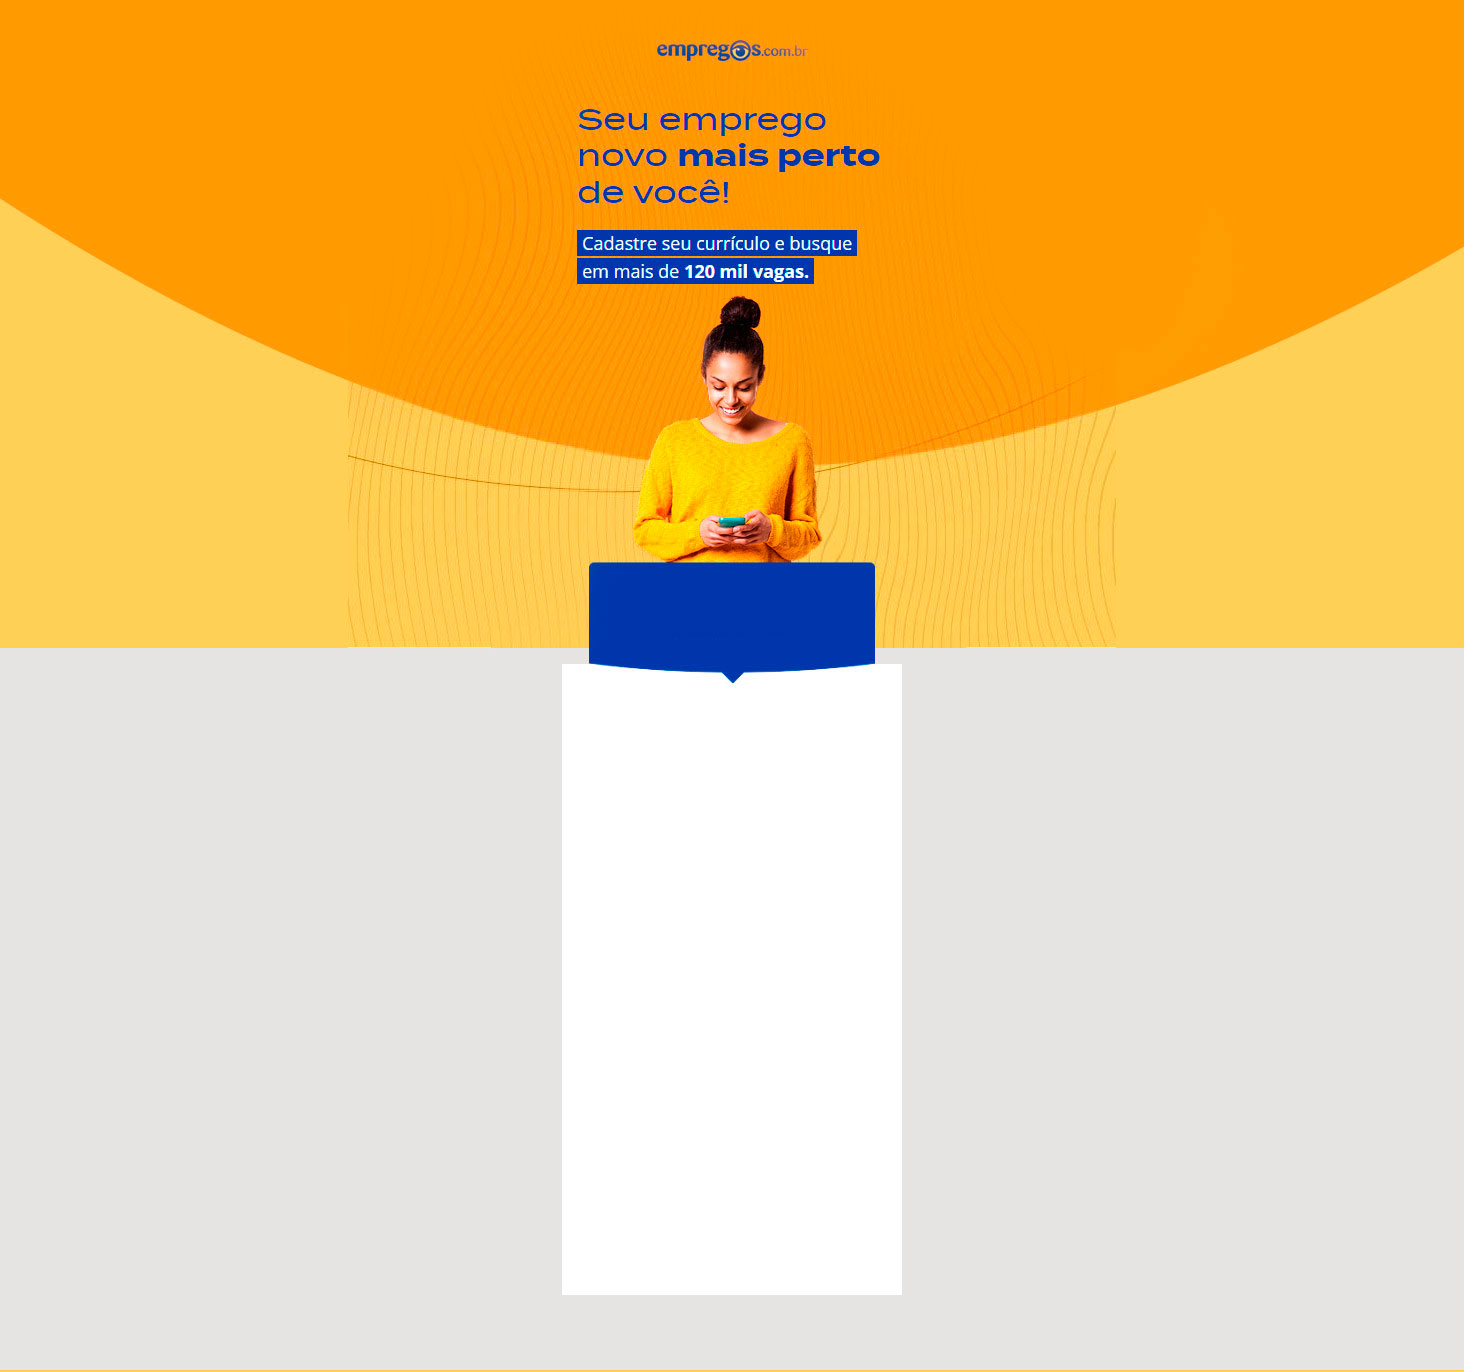 empregos.com.br
Seu emprego
novo mais perto
de você!
Cadastre seu currículo e busque
em mais de 120 mil vagas.